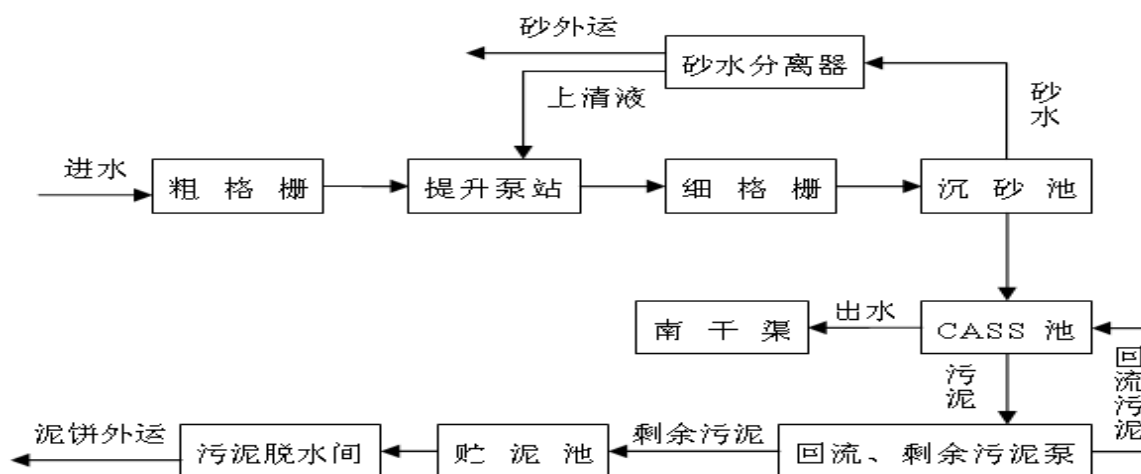 砂外运
砂水分离器
上清液
砂水
进水
粗格栅
提升泵站
细格栅
沉砂池
南干渠
出水
CASS 池
污泥
回流污泥
泥饼外运
污泥脱水间
贮泥池
剩余污泥
回流、剩余污泥泵